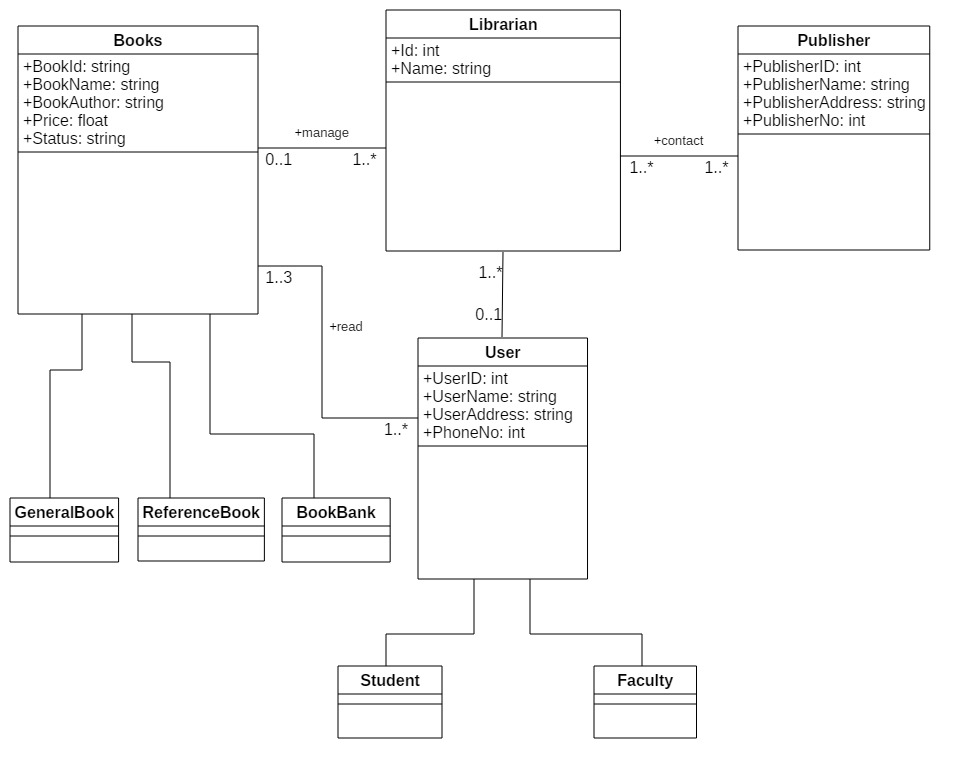 Books
+BookId: string
+BookName: string
+BookAuthor: string
+Price: float
+Status: string
+manage
0..1
1..*
Librarian
+Id: int
+Name: string
+contact
1..*
1..*
Publisher
+PublisherID: int
+PublisherName: string
+PublisherAddress: string
+PublisherNo: int
1..3
+read
1..*
1..*
0..1
User
+UserID: int
+UserName: string
+UserAddress: string
+PhoneNo: int
GeneralBook
ReferenceBook
BookBank
Student
Faculty